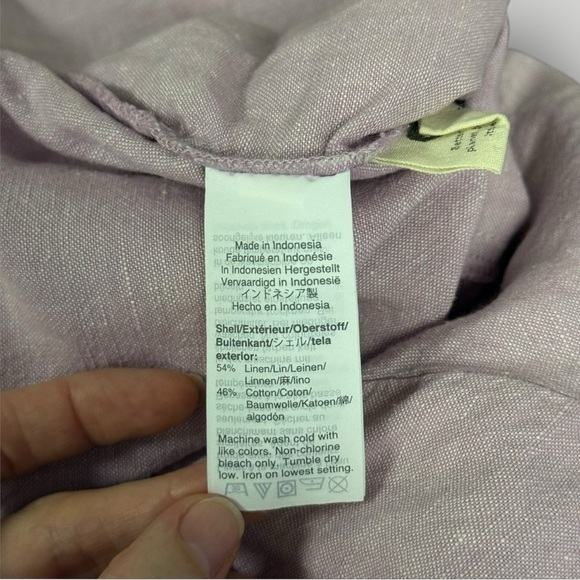 Made in Indonesia
Fabriqué en Indonésie
In Indonesien Hergestellt
Vervaardigd in Indonesië
インドネシア製
Hecho en Indonesia
Shell/Extérieur/Oberstoff/
Buitenkant/シェル/tela
exterior:
54% Linen/Lin/Leinen/
Linnen/麻/lino
46% Cotton/Coton/
Baumwolle/Katoen/綿/
algodón
Machine wash cold with
like colors. Non-chlorine
bleach only, Tumble dry
low. Iron on lowest setting.